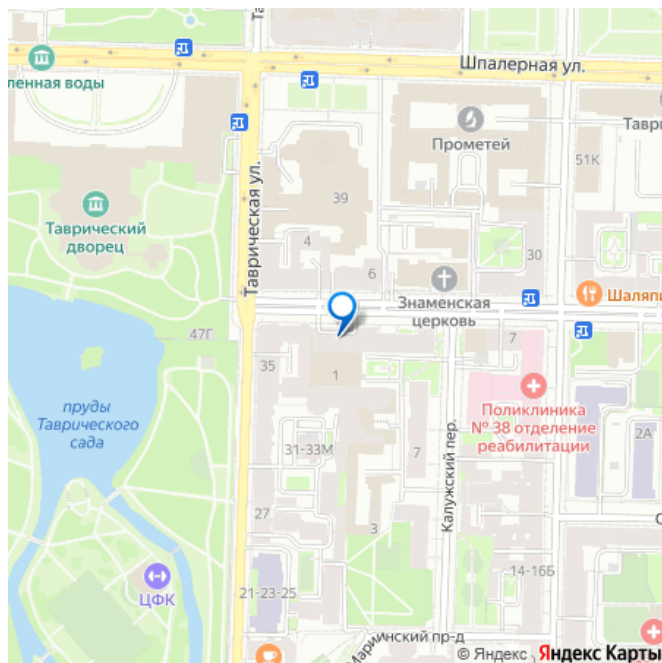 Та
Шпалерная ул.
ленная воды
Прометей
Таври
51К
Таврическая ул.
39
Таврический
дворец
4
6
30
Знаменская
церковь
Шаляпи
47Г
7
35
1
пруды
Таврического
сада
Поликлиника
№ 38 отделение
реабилитации
2А
31-33М
7
Калужский пер.
27
3
С
14-16Б
ЦФК
21-23-25
Мариинский пр-д
© Яндекс
Яндекс Карты